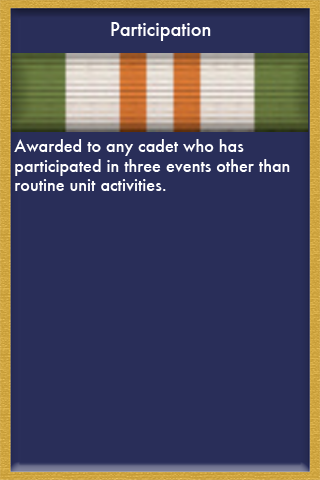 Participation
Awarded to any cadet who has
participated in three events other than
routine unit activities.